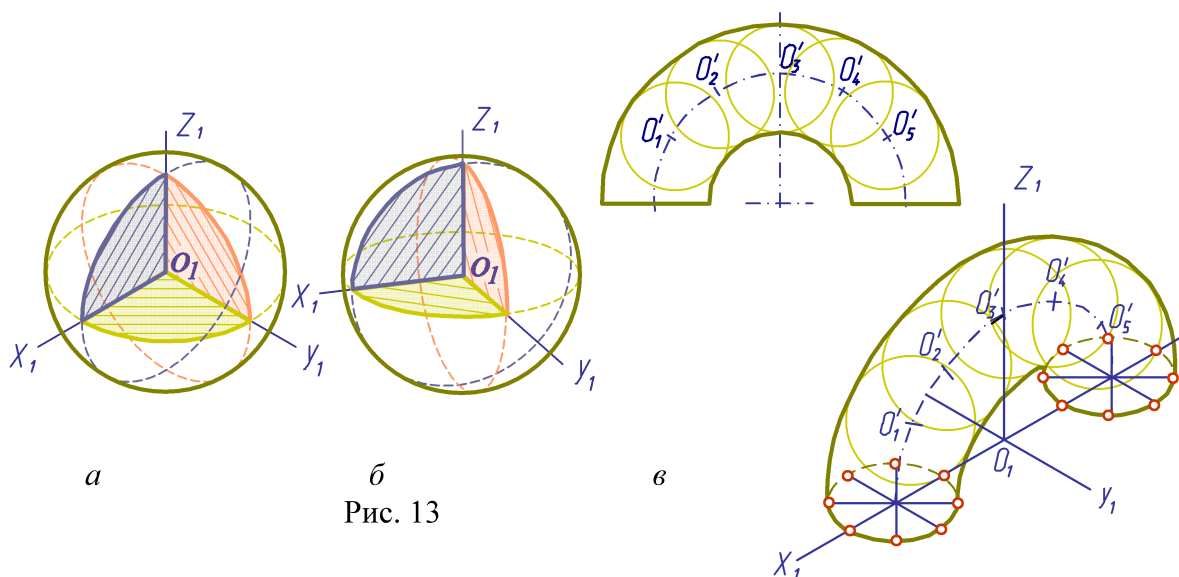 Z₁
O₁
X₁
y₁
Z₁
O₁
X₁
y₁
O′₁
O′₂
O′₃
O′₄
O′₅
Z₁
O′₁
O′₂
O′₃
O′₄
O′₅
O₁
y₁
X₁
а б в
Рис. 13